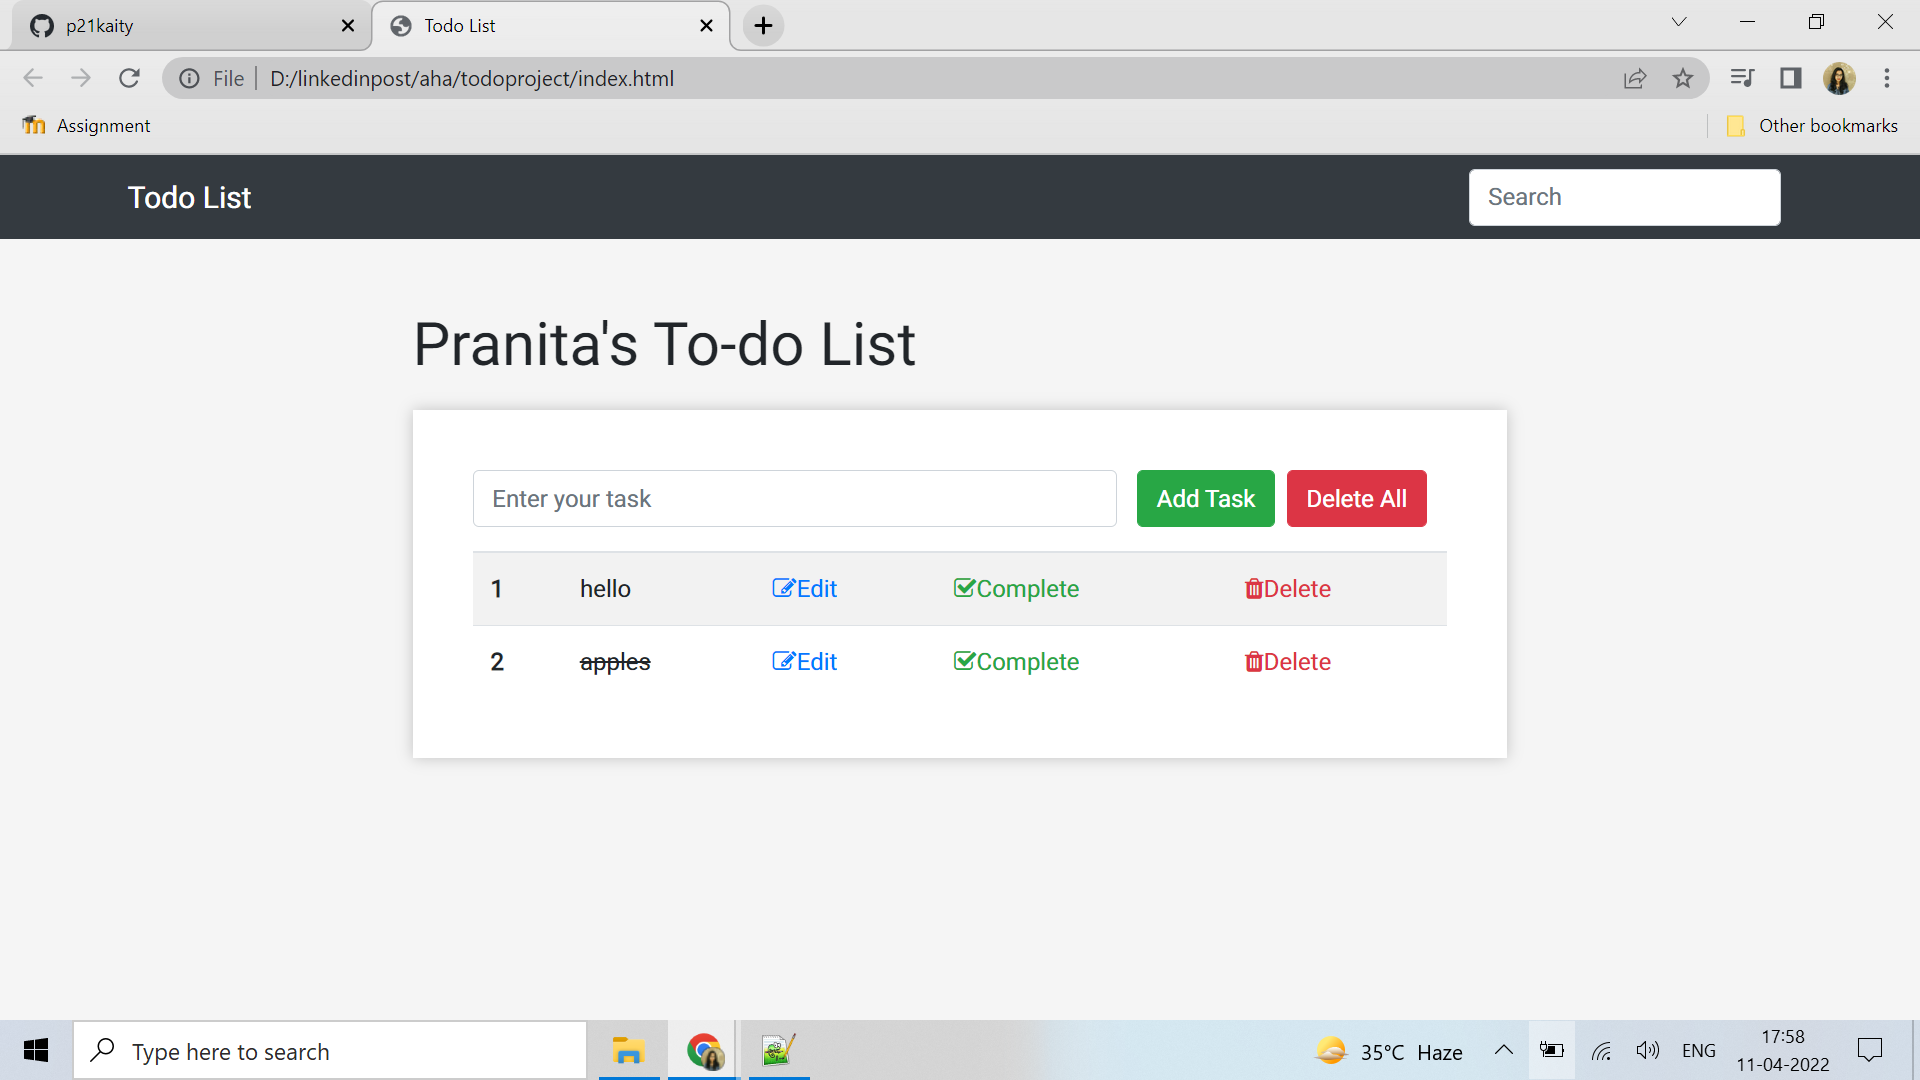 p21kaity
Todo List
File D:/linkedinpost/aha/todoproject/index.html
Assignment
Other bookmarks
Todo List
Search
Pranita's To-do List
Enter your task
Add Task
Delete All
1 hello Edit Complete Delete
2 apples Edit Complete Delete
Type here to search
35°C Haze
ENG
17:58
11-04-2022